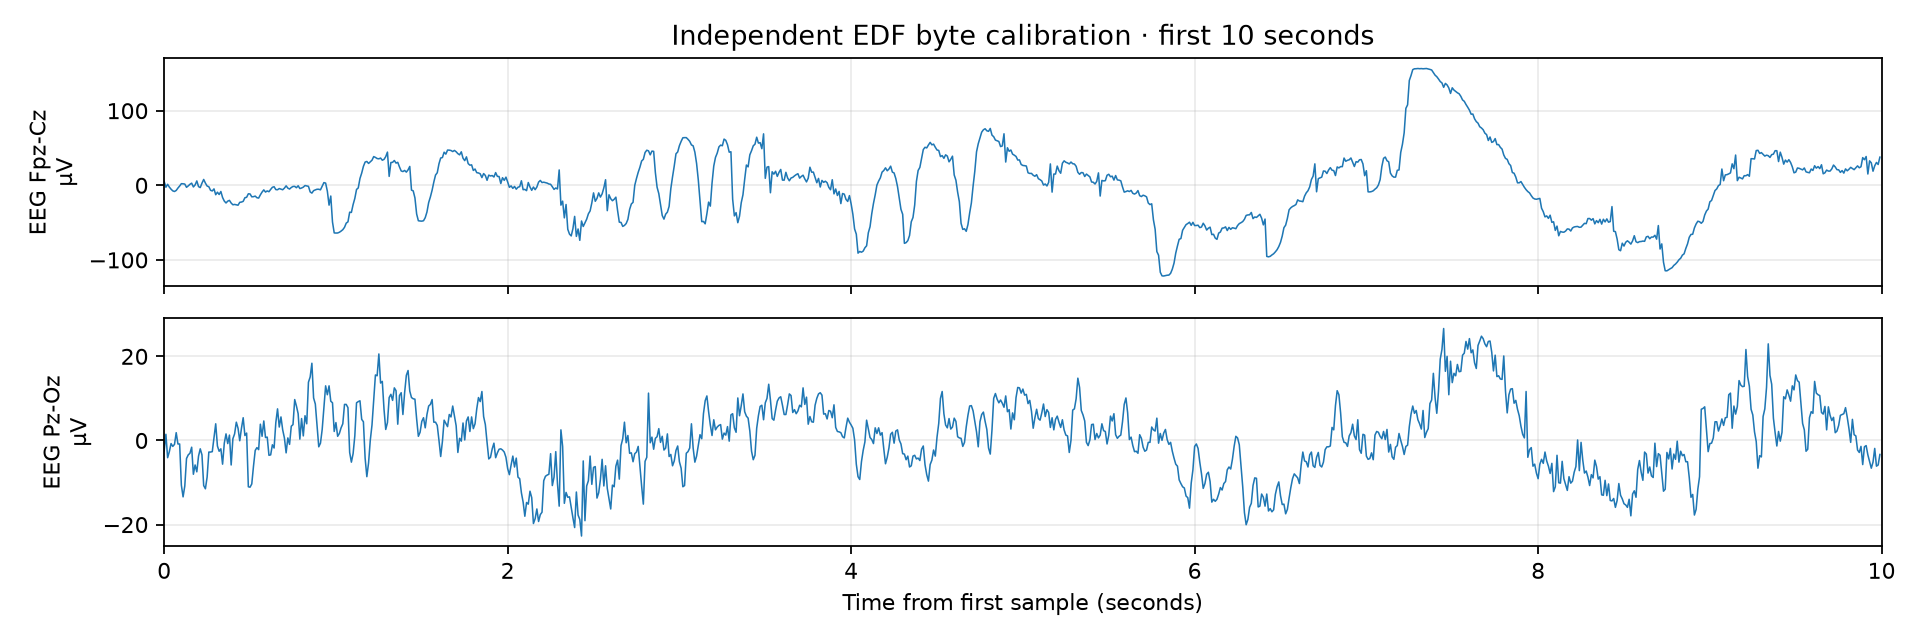 Independent EDF byte calibration · first 10 seconds
EEG Fpz-Cz
µV
100
0
−100
EEG Pz-Oz
µV
20
0
−20
0 2 4 6 8 10
Time from first sample (seconds)